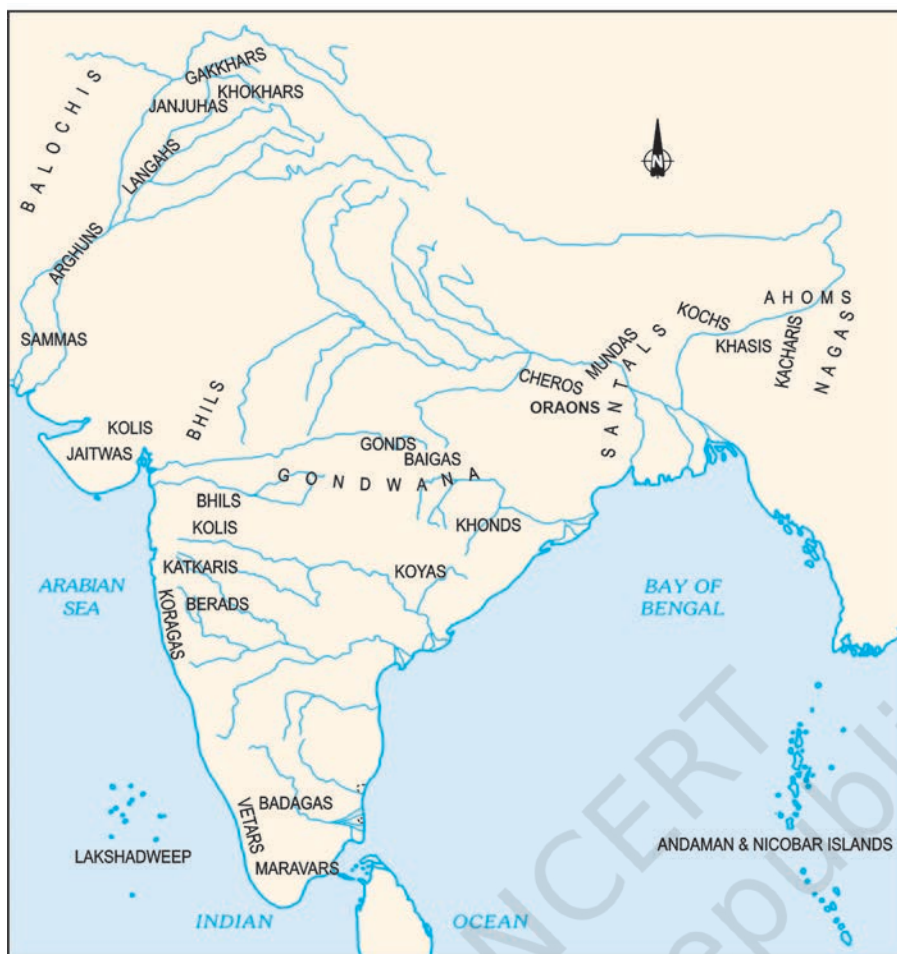 GAKKHARS
KHOKHARS
JANJUHAS
BALOCHIS
LANGAHS
N
ARGHUNS
AHOMS
SAMMAS
KOCHS
KHASIS
KACHARIS
NAGAS
MUNDAS
CHEROS
SANTALS
ORAONS
BHILS
KOLIS
JAITWAS
GONDS
BAIGAS
GONDWANA
BHILS
KOLIS
KHONDS
KATKARIS
KOYAS
ARABIAN
SEA
BAY OF
BENGAL
BERADS
KORAGAS
BADAGAS
VETARS
LAKSHADWEEP
MARAVARS
ANDAMAN & NICOBAR ISLANDS
INDIAN
OCEAN
NCERT
republi